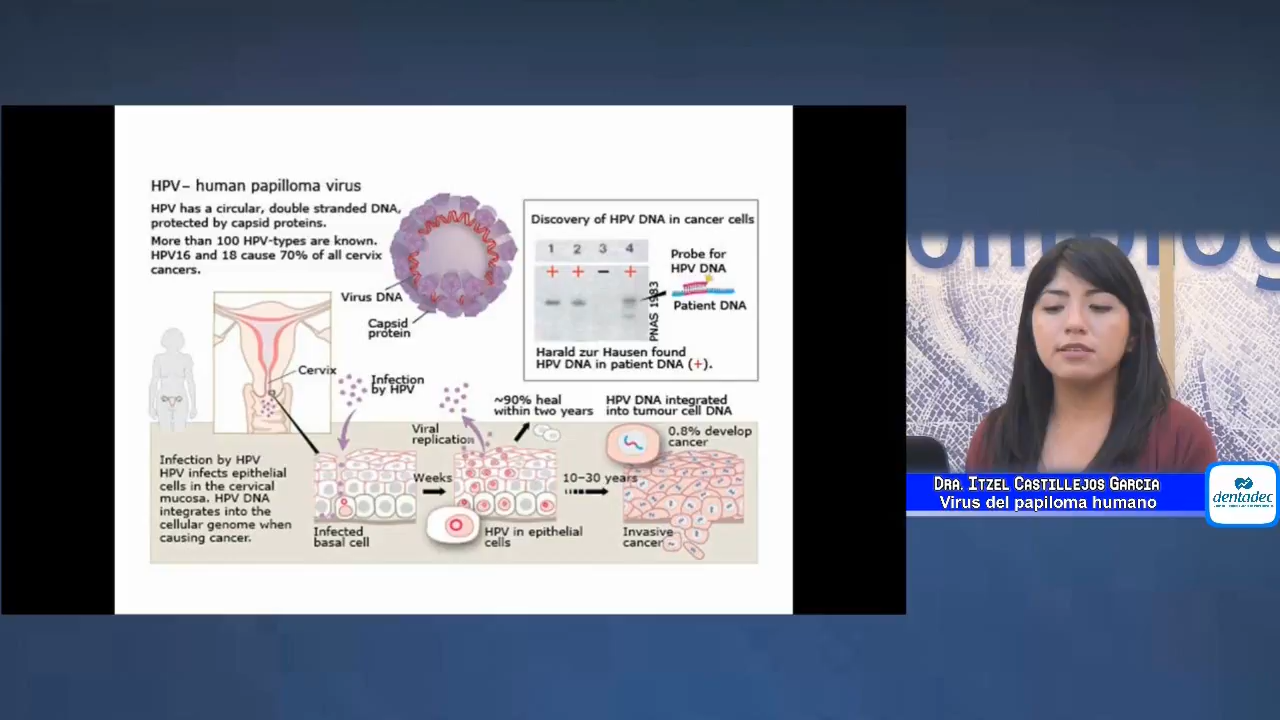 HPV– human papilloma virus
HPV has a circular, double stranded DNA,
protected by capsid proteins.
More than 100 HPV-types are known.
HPV16 and 18 cause 70% of all cervix
cancers.
Virus DNA
Capsid
protein
Discovery of HPV DNA in cancer cells
1 2 3 4
+ + – +
PNAS 1983
Probe for
HPV DNA
Patient DNA
Harald zur Hausen found
HPV DNA in patient DNA (+).
Cervix
Infection
by HPV
~90% heal
within two years
HPV DNA integrated
into tumour cell DNA
Viral
replication
0.8% develop
cancer
Infection by HPV
HPV infects epithelial
cells in the cervical
mucosa. HPV DNA
integrates into the
cellular genome when
causing cancer.
Weeks
10–30 years
Infected
basal cell
HPV in epithelial
cells
Invasive
cancer
Dra. Itzel Castillejos Garcia
Virus del papiloma humano
dentadec